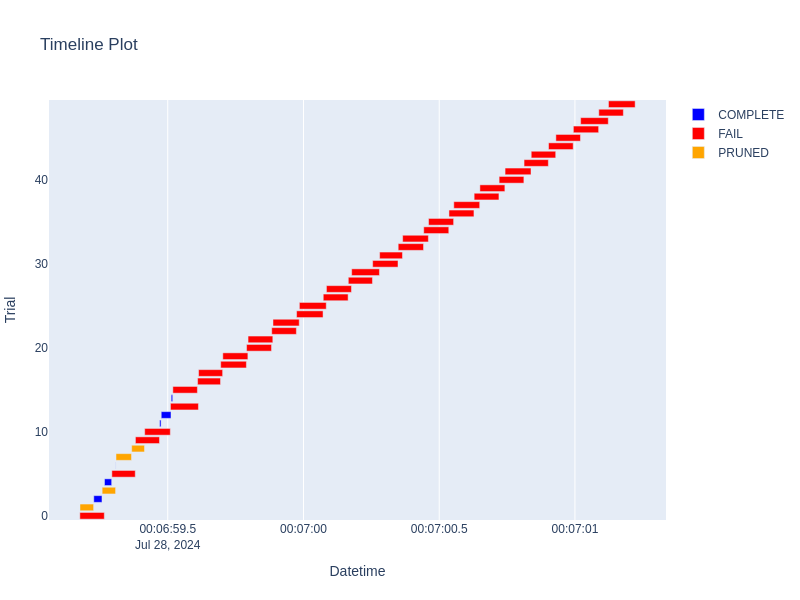 Timeline Plot
COMPLETE
FAIL
PRUNED
40
30
20
10
0
Trial
00:06:59.5
Jul 28, 2024
00:07:00
00:07:00.5
00:07:01
Datetime